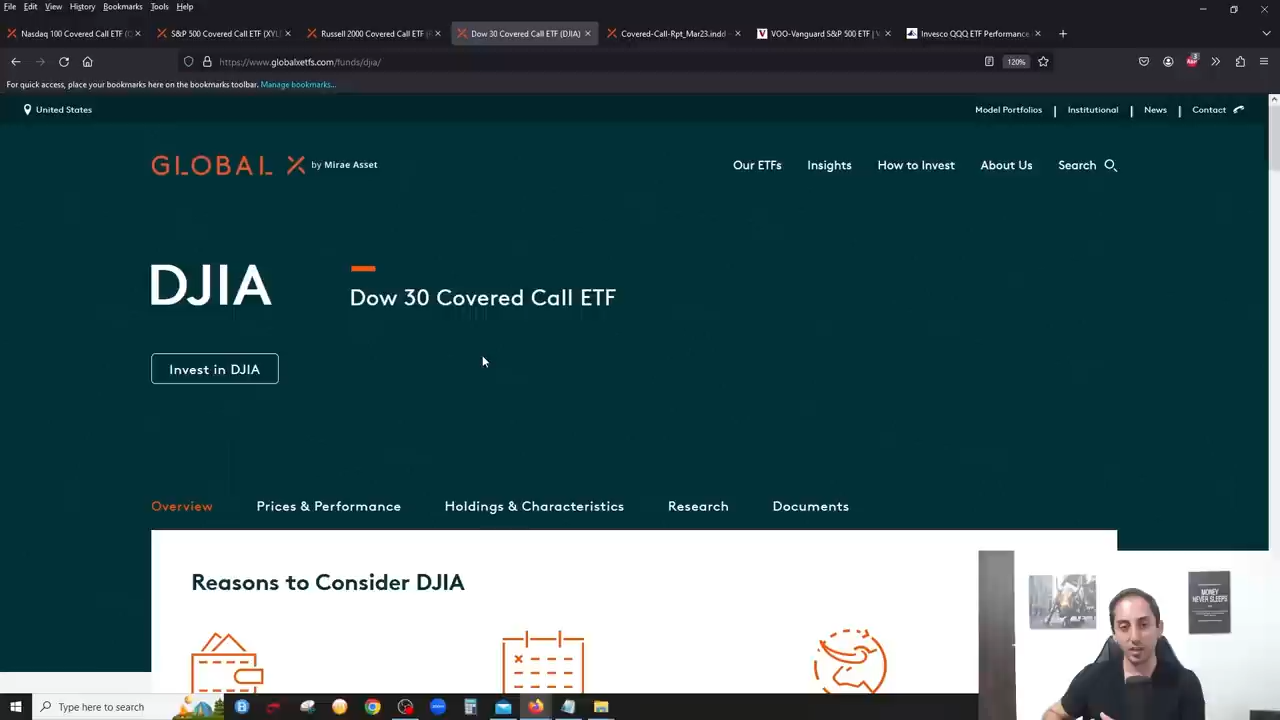 File Edit View History Bookmarks Tools Help
Nasdaq 100 Covered Call ETF (
S&P 500 Covered Call ETF (XYL
Russell 2000 Covered Call ETF (F
Dow 30 Covered Call ETF (DJIA)
Covered-Call-Rpt_Mar23.indd
VOO-Vanguard S&P 500 ETF | V
Invesco QQQ ETF Performance,
https://www.globalxetfs.com/funds/djia/
120%
For quick access, place your bookmarks here on the bookmarks toolbar. Manage bookmarks...
United States
Model Portfolios | Institutional | News | Contact
GLOBAL X by Mirae Asset
Our ETFs Insights How to Invest About Us Search
DJIA
Dow 30 Covered Call ETF
Invest in DJIA
Overview Prices & Performance Holdings & Characteristics Research Documents
Reasons to Consider DJIA
MONEY
NEVER SLEEPS
Type here to search